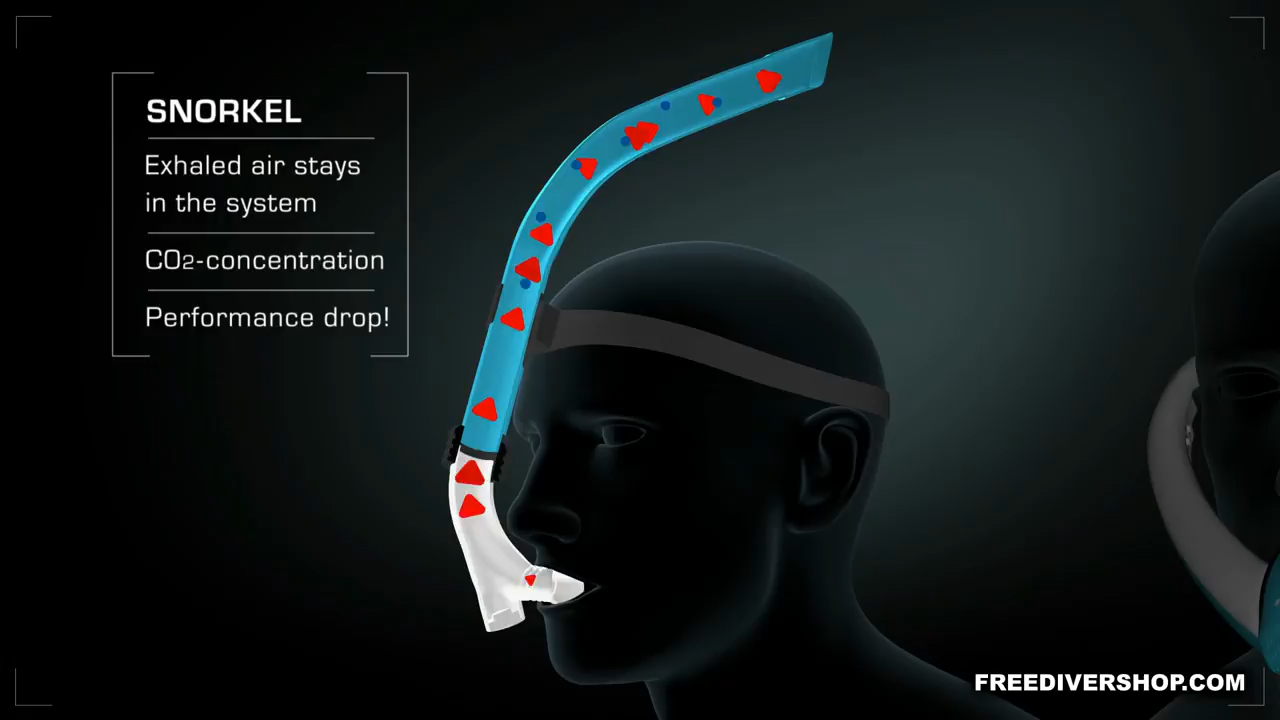 SNORKEL
Exhaled air stays
in the system
CO2-concentration
Performance drop!
FREEDIVERSHOP.COM